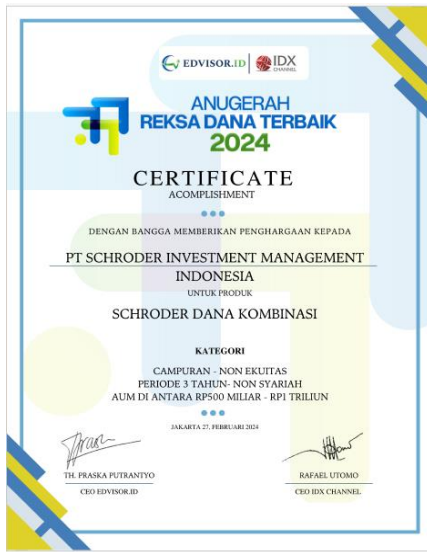 EDVISOR.ID
IDX
CHANNEL
ANUGERAH
REKSA DANA TERBAIK
2024
CERTIFICATE
ACOMPLISHMENT
DENGAN BANGGA MEMBERIKAN PENGHARGAAN KEPADA
PT SCHRODER INVESTMENT MANAGEMENT
INDONESIA
UNTUK PRODUK
SCHRODER DANA KOMBINASI
KATEGORI
CAMPURAN - NON EKUITAS
PERIODE 3 TAHUN- NON SYARIAH
AUM DI ANTARA RP500 MILIAR - RP1 TRILIUN
JAKARTA 27, FEBRUARI 2024
TH. PRASKA PUTRANTYO
CEO EDVISOR.ID
RAFAEL UTOMO
CEO IDX CHANNEL